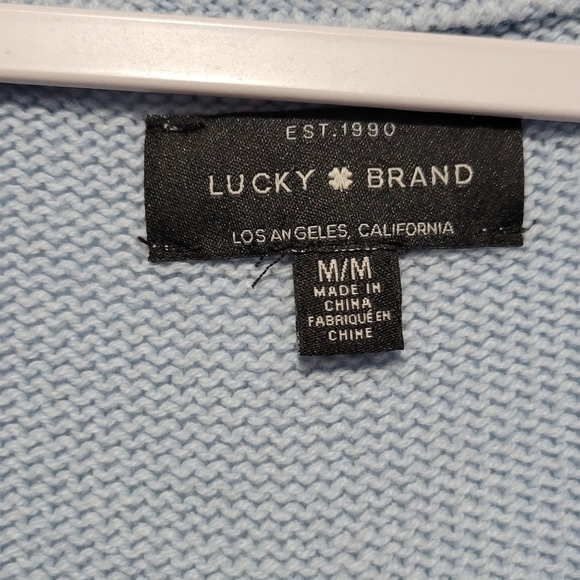 EST.1990
LUCKY BRAND
LOS ANGELES, CALIFORNIA
M/M
MADE IN
CHINA
FABRIQUÉ EN
CHINE